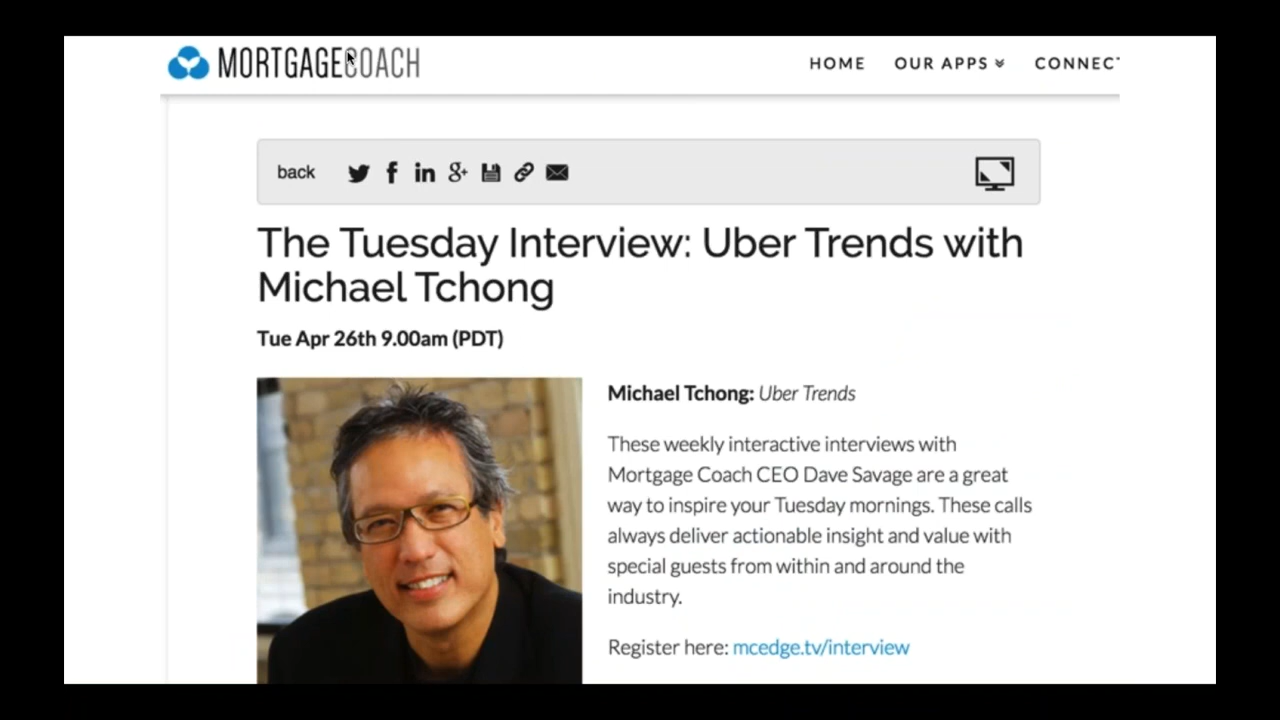 MORTGAGECOACH
HOME OUR APPS CONNECT
back
The Tuesday Interview: Uber Trends with
Michael Tchong
Tue Apr 26th 9.00am (PDT)
Michael Tchong: Uber Trends
These weekly interactive interviews with
Mortgage Coach CEO Dave Savage are a great
way to inspire your Tuesday mornings. These calls
always deliver actionable insight and value with
special guests from within and around the
industry.
Register here: mcedge.tv/interview